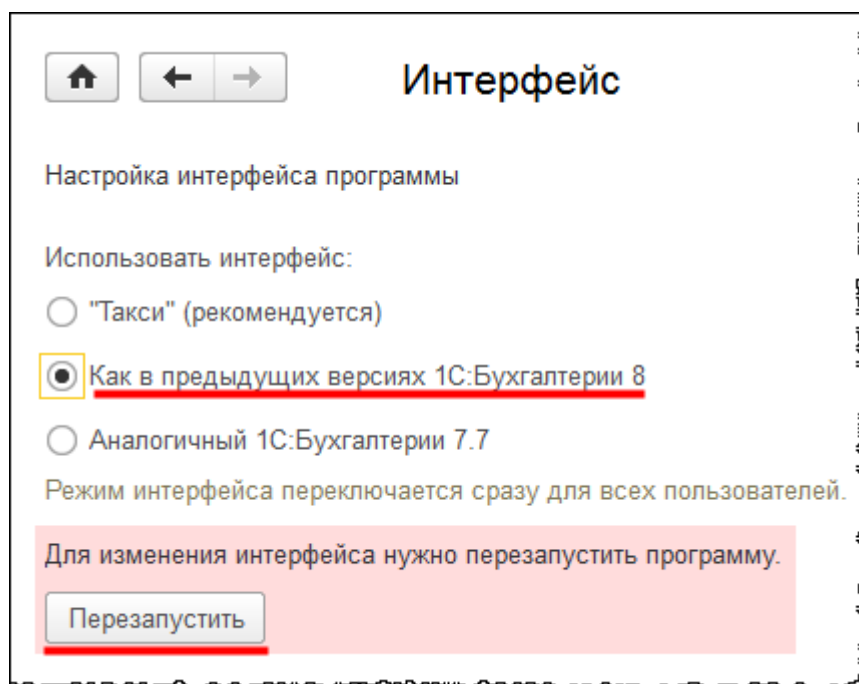 Интерфейс
Настройка интерфейса программы
Использовать интерфейс:
"Такси" (рекомендуется)
Как в предыдущих версиях 1С:Бухгалтерии 8
Аналогичный 1С:Бухгалтерии 7.7
Режим интерфейса переключается сразу для всех пользователей.
Для изменения интерфейса нужно перезапустить программу.
Перезапустить